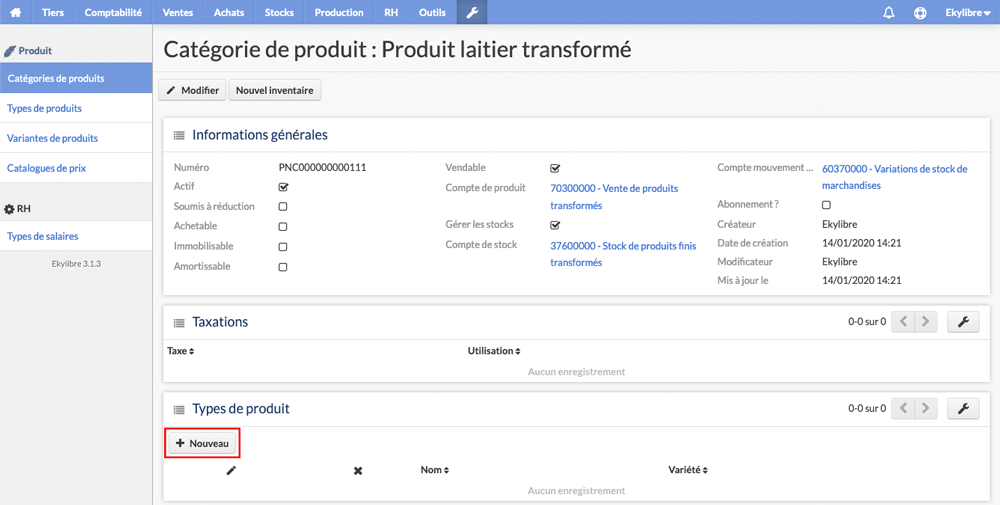 Tiers Comptabilité Ventes Achats Stocks Production RH Outils Ekylibre
Produit
Catégories de produits
Types de produits
Variantes de produits
Catalogues de prix
RH
Types de salaires
Ekylibre 3.1.3
Catégorie de produit : Produit laitier transformé
Modifier Nouvel inventaire
Informations générales
Numéro PNC000000000111
Actif
Soumis à réduction
Achetable
Immobilisable
Amortissable
Vendable
Compte de produit 70300000 - Vente de produits
transformés
Gérer les stocks
Compte de stock 37600000 - Stock de produits finis
transformés
Compte mouvement ... 60370000 - Variations de stock de
marchandises
Abonnement ?
Créateur Ekylibre
Date de création 14/01/2020 14:21
Modificateur Ekylibre
Mis à jour le 14/01/2020 14:21
Taxations 0-0 sur 0
Taxe Utilisation
Aucun enregistrement
Types de produit 0-0 sur 0
Nouveau
Nom Variété
Aucun enregistrement